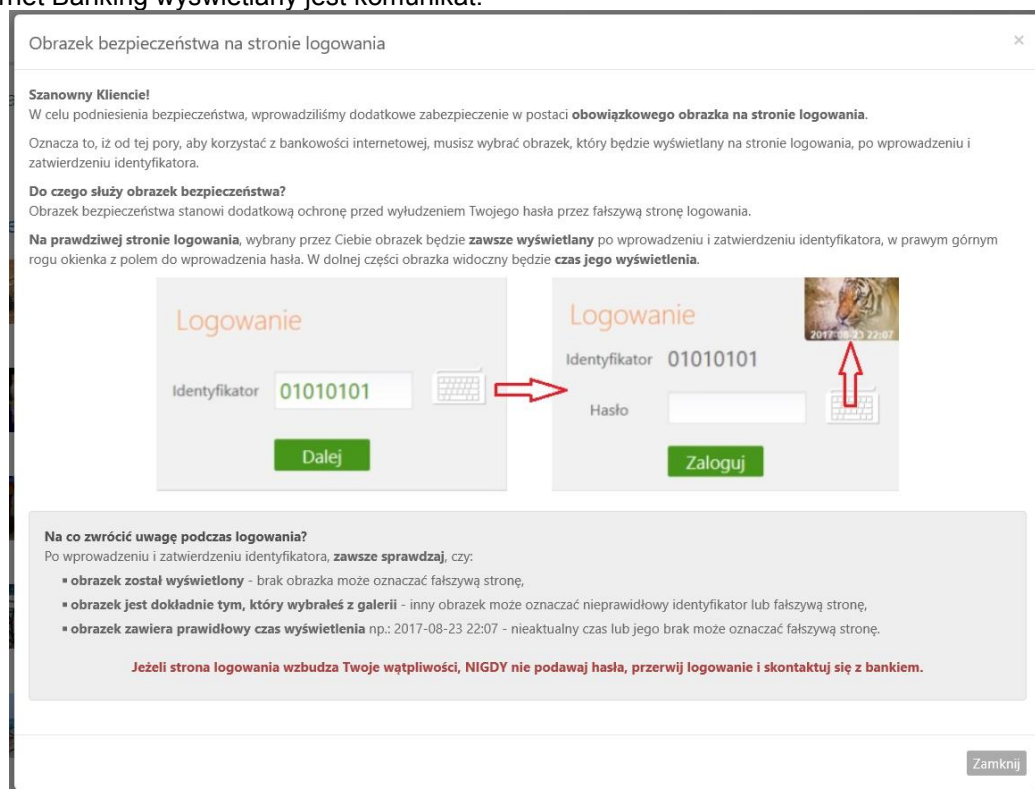 net Banking wyświetlany jest komunikat:
Obrazek bezpieczeństwa na stronie logowania ×
Szanowny Kliencie!
W celu podniesienia bezpieczeństwa, wprowadziliśmy dodatkowe zabezpieczenie w postaci obowiązkowego obrazka na stronie logowania.
Oznacza to, iż od tej pory, aby korzystać z bankowości internetowej, musisz wybrać obrazek, który będzie wyświetlany na stronie logowania, po wprowadzeniu i
zatwierdzeniu identyfikatora.
Do czego służy obrazek bezpieczeństwa?
Obrazek bezpieczeństwa stanowi dodatkową ochronę przed wyłudzeniem Twojego hasła przez fałszywą stronę logowania.
Na prawdziwej stronie logowania, wybrany przez Ciebie obrazek będzie zawsze wyświetlany po wprowadzeniu i zatwierdzeniu identyfikatora, w prawym górnym
rogu okienka z polem do wprowadzenia hasła. W dolnej części obrazka widoczny będzie czas jego wyświetlenia.
Logowanie
Identyfikator 01010101
Dalej
Logowanie
2017-08-23 22:07
Identyfikator 01010101
Hasło
Zaloguj
Na co zwrócić uwagę podczas logowania?
Po wprowadzeniu i zatwierdzeniu identyfikatora, zawsze sprawdzaj, czy:
▪ obrazek został wyświetlony - brak obrazka może oznaczać fałszywą stronę,
▪ obrazek jest dokładnie tym, który wybrałeś z galerii - inny obrazek może oznaczać nieprawidłowy identyfikator lub fałszywą stronę,
▪ obrazek zawiera prawidłowy czas wyświetlenia np.: 2017-08-23 22:07 - nieaktualny czas lub jego brak może oznaczać fałszywą stronę.
Jeżeli strona logowania wzbudza Twoje wątpliwości, NIGDY nie podawaj hasła, przerwij logowanie i skontaktuj się z bankiem.
Zamknij